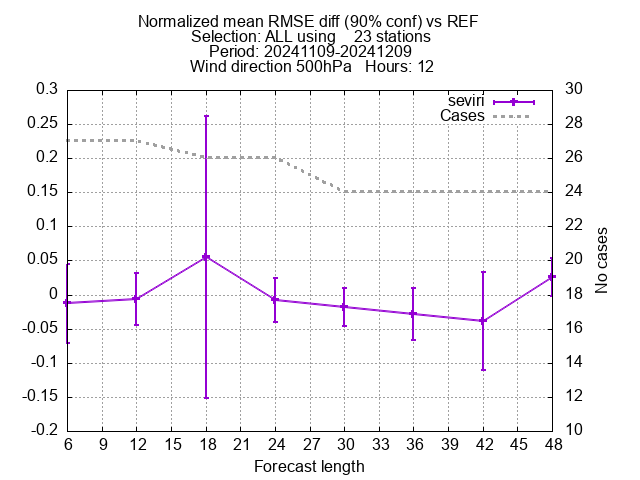 Normalized mean RMSE diff (90% conf) vs REF
Selection: ALL using    23 stations
Period: 20241109-20241209
Wind direction 500hPa   Hours: 12
seviri
Cases
0.3
0.25
0.2
0.15
0.1
0.05
0
-0.05
-0.1
-0.15
-0.2
30
28
26
24
22
20
18
16
14
12
10
No cases
6 9 12 15 18 21 24 27 30 33 36 39 42 45 48
Forecast length